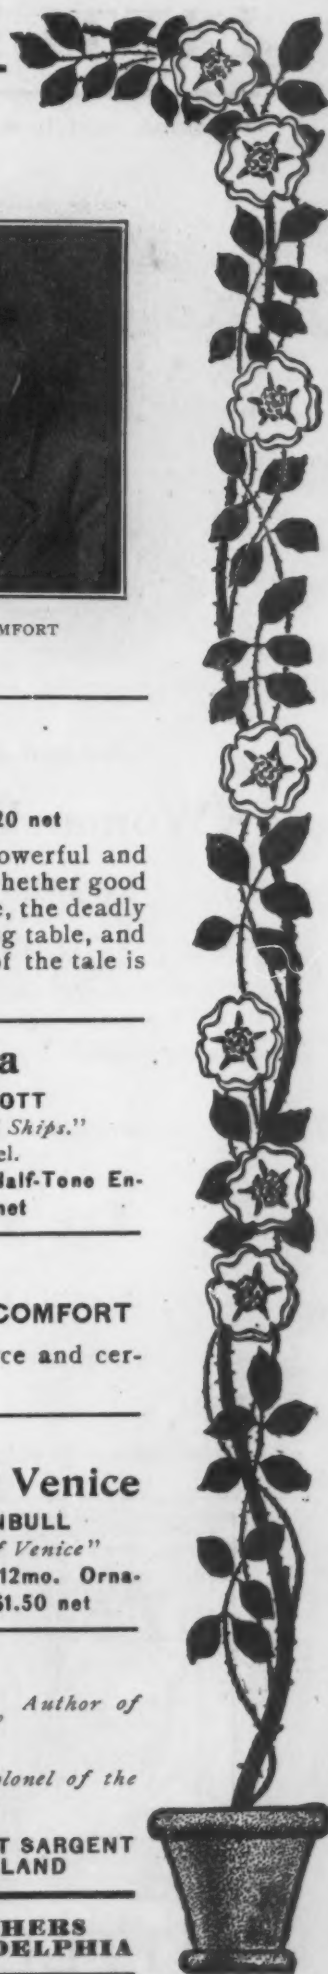 MFORT
20 net
owerful and
hether good
e, the deadly
g table, and
of the tale is
a
OTT
Ships."
el.
Half-Tone En-
net
COMFORT
ce and cer-
Venice
NBULL
f Venice"
12mo. Orna-
$1.50 net
, Author of
olonel of the
T SARGENT
LAND
HERS
DELPHIA